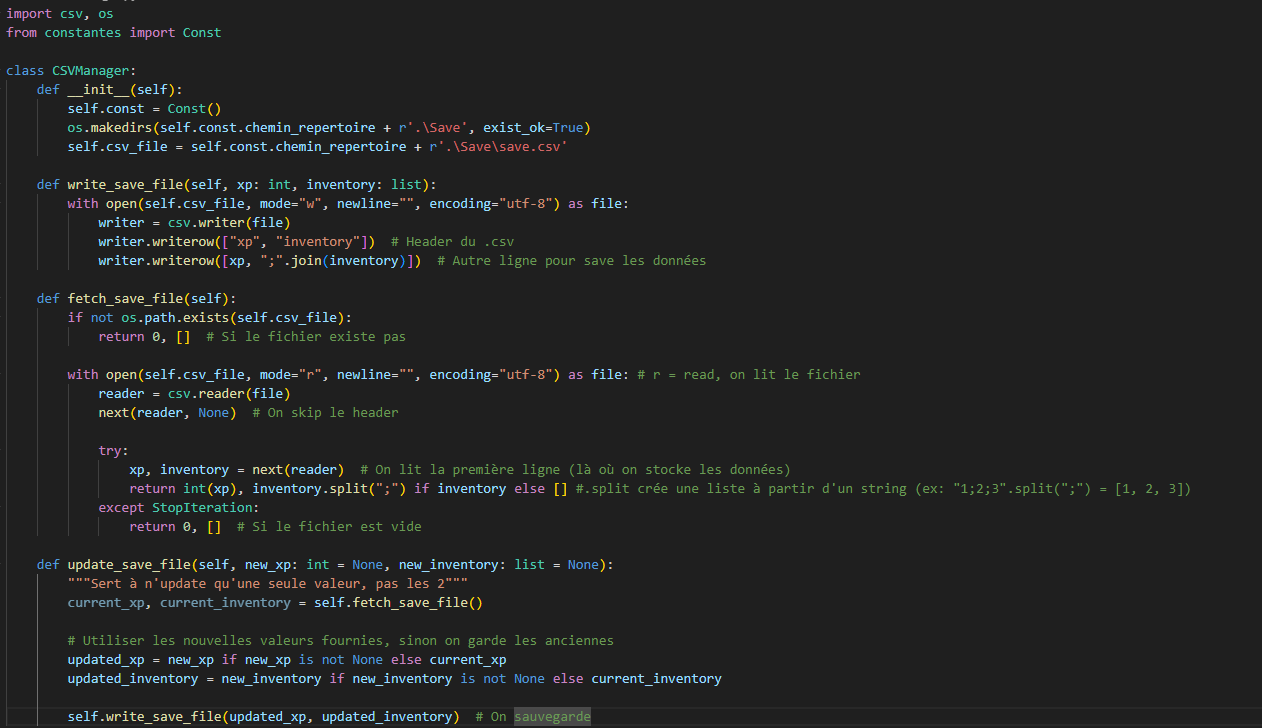 import csv, os
from constantes import Const
class CSVManager:
def __init__(self):
self.const = Const()
os.makedirs(self.const.chemin_repertoire + r'.\Save', exist_ok=True)
self.csv_file = self.const.chemin_repertoire + r'.\Save\save.csv'
def write_save_file(self, xp: int, inventory: list):
with open(self.csv_file, mode="w", newline="", encoding="utf-8") as file:
writer = csv.writer(file)
writer.writerow(["xp", "inventory"])  # Header du .csv
writer.writerow([xp, ";".join(inventory)])  # Autre ligne pour save les données
def fetch_save_file(self):
if not os.path.exists(self.csv_file):
return 0, []  # Si le fichier existe pas
with open(self.csv_file, mode="r", newline="", encoding="utf-8") as file: # r = read, on lit le fichier
reader = csv.reader(file)
next(reader, None)  # On skip le header
try:
xp, inventory = next(reader)  # On lit la première ligne (là où on stocke les données)
return int(xp), inventory.split(";") if inventory else [] #.split crée une liste à partir d'un string (ex: "1;2;3".split(";") = [1, 2, 3])
except StopIteration:
return 0, []  # Si le fichier est vide
def update_save_file(self, new_xp: int = None, new_inventory: list = None):
"""Sert à n'update qu'une seule valeur, pas les 2"""
current_xp, current_inventory = self.fetch_save_file()
# Utiliser les nouvelles valeurs fournies, sinon on garde les anciennes
updated_xp = new_xp if new_xp is not None else current_xp
updated_inventory = new_inventory if new_inventory is not None else current_inventory
self.write_save_file(updated_xp, updated_inventory)  # On sauvegarde